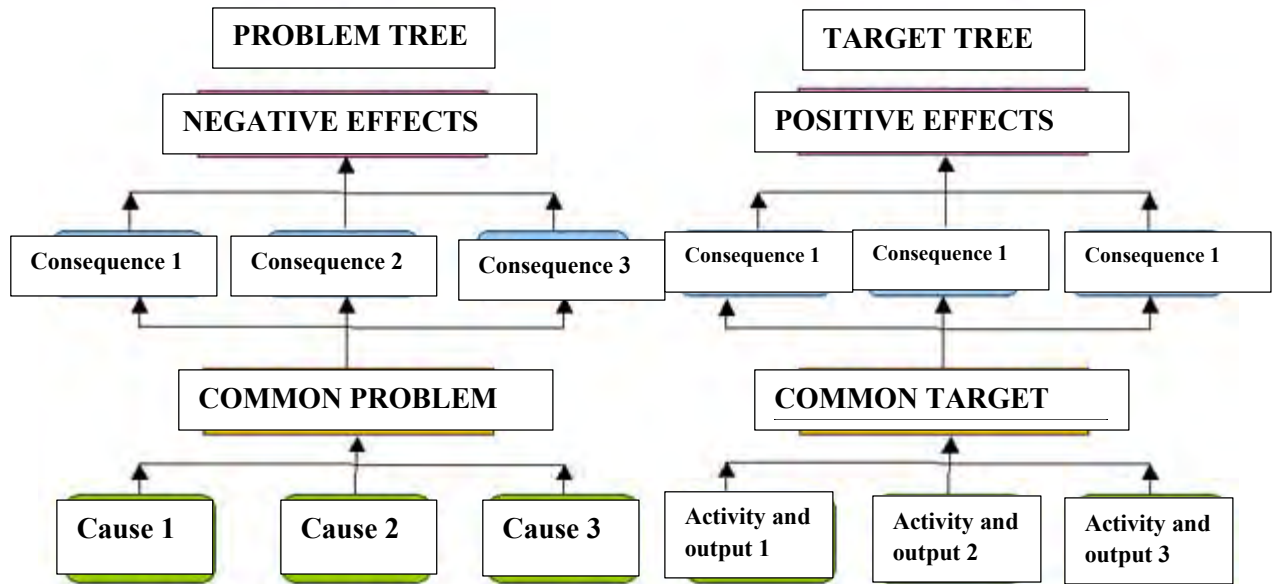 PROBLEM TREE
NEGATIVE EFFECTS
Consequence 1
Consequence 2
Consequence 3
COMMON PROBLEM
Cause 1
Cause 2
Cause 3
TARGET TREE
POSITIVE EFFECTS
Consequence 1
Consequence 1
Consequence 1
COMMON TARGET
Activity and
output 1
Activity and
output 2
Activity and
output 3